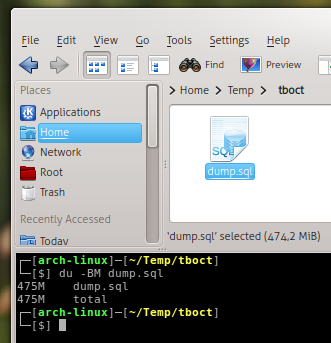 File Edit View Go Tools Settings Help
Find Preview
Places
Applications
Home
Network
Root
Trash
Recently Accessed
Today
> Home > Temp > tboct
SQL
dump.sql
'dump.sql' selected (474,2 MiB)
┌─[arch-linux]─[~/Temp/tboct]
└─[$] du -BM dump.sql
475M dump.sql
475M total
┌─[arch-linux]─[~/Temp/tboct]
└─[$]